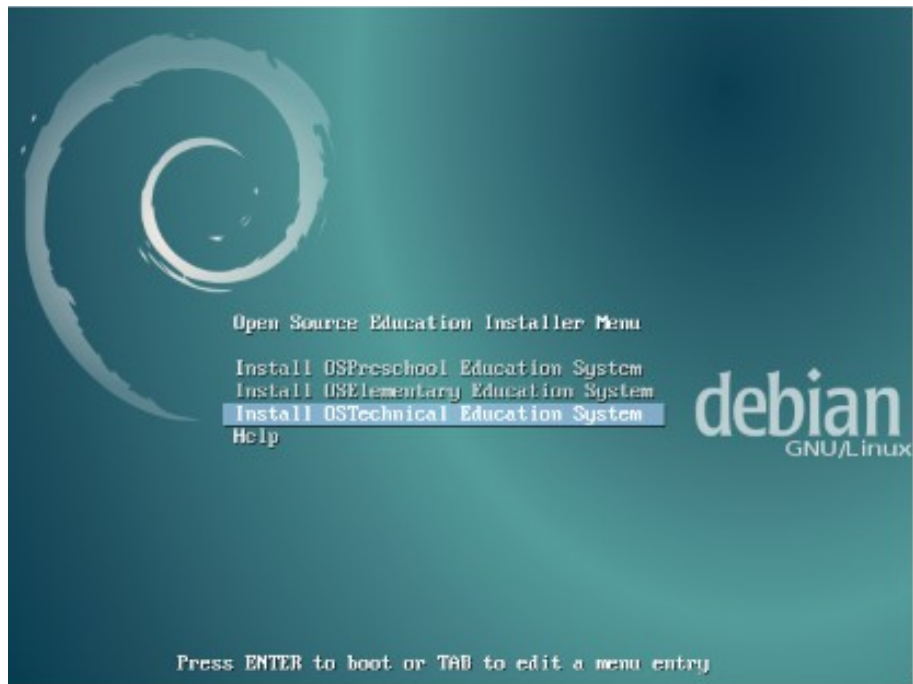 Open Source Education Installer Menu
Install OSPreschool Education System
Install OSElementary Education System
Install OSTechnical Education System
Help
debian
GNU/Linux
Press ENTER to boot or TAB to edit a menu entry